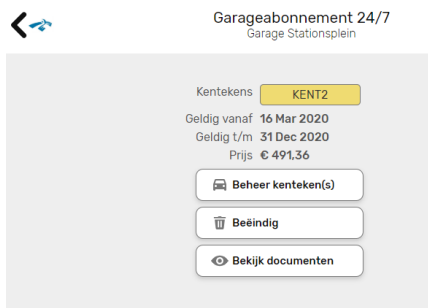 Garageabonnement 24/7
Garage Stationsplein
Kentekens KENT2
Geldig vanaf 16 Mar 2020
Geldig t/m 31 Dec 2020
Prijs € 491,36
Beheer kenteken(s)
Beëindig
Bekijk documenten